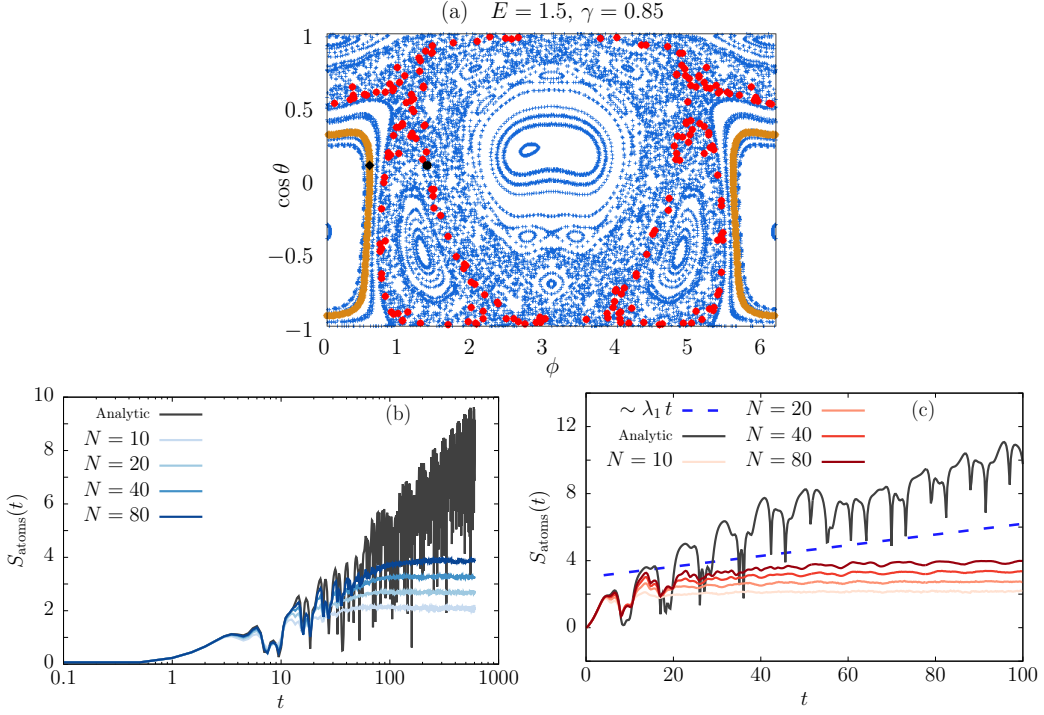 (a) E = 1.5, γ = 0.85
1
0.5
0
−0.5
−1
cos θ
0 1 2 3 4 5 6
ϕ
(b)
Analytic
N = 10
N = 20
N = 40
N = 80
10
8
6
4
2
0
S_atoms(t)
0.1 1 10 100 1000
t
(c)
∼ λ₁ t
Analytic
N = 10
N = 20
N = 40
N = 80
12
8
4
0
S_atoms(t)
0 20 40 60 80 100
t